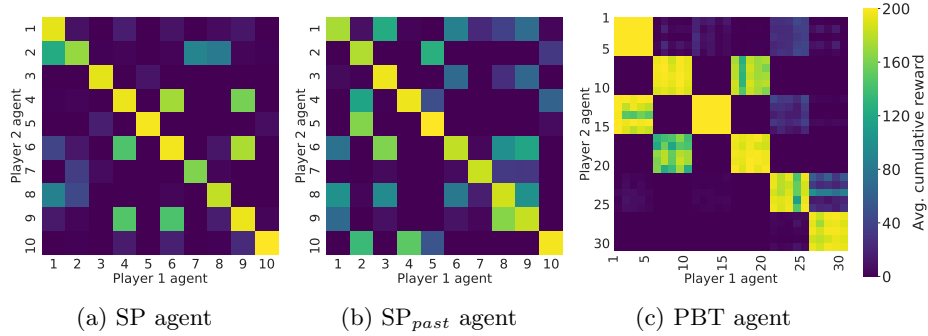 1
2
3
4
5
6
7
8
9
10
Player 2 agent
1 2 3 4 5 6 7 8 9 10
Player 1 agent
(a) SP agent
1
2
3
4
5
6
7
8
9
10
Player 2 agent
1 2 3 4 5 6 7 8 9 10
Player 1 agent
(b) SP_past agent
1
5
10
15
20
25
30
Player 2 agent
1 5 10 15 20 25 30
Player 1 agent
(c) PBT agent
200
160
120
80
40
0
Avg. cumulative reward